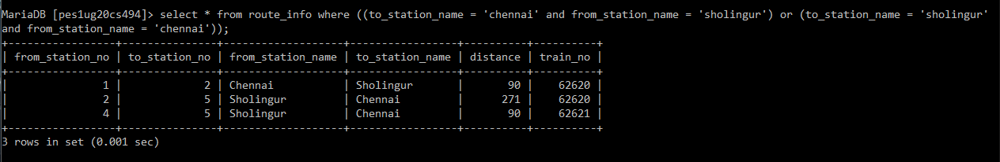 MariaDB [pes1ug20cs494]> select * from route_info where ((to_station_name = 'chennai' and from_station_name = 'sholingur') or (to_station_name = 'sholingur'
and from_station_name = 'chennai'));
+-----------------+---------------+-------------------+-----------------+----------+----------+
| from_station_no | to_station_no | from_station_name | to_station_name | distance | train_no |
+-----------------+---------------+-------------------+-----------------+----------+----------+
|               1 |             2 | Chennai           | Sholingur       |       90 |    62620 |
|               2 |             5 | Sholingur         | Chennai         |      271 |    62620 |
|               4 |             5 | Sholingur         | Chennai         |       90 |    62621 |
+-----------------+---------------+-------------------+-----------------+----------+----------+
3 rows in set (0.001 sec)